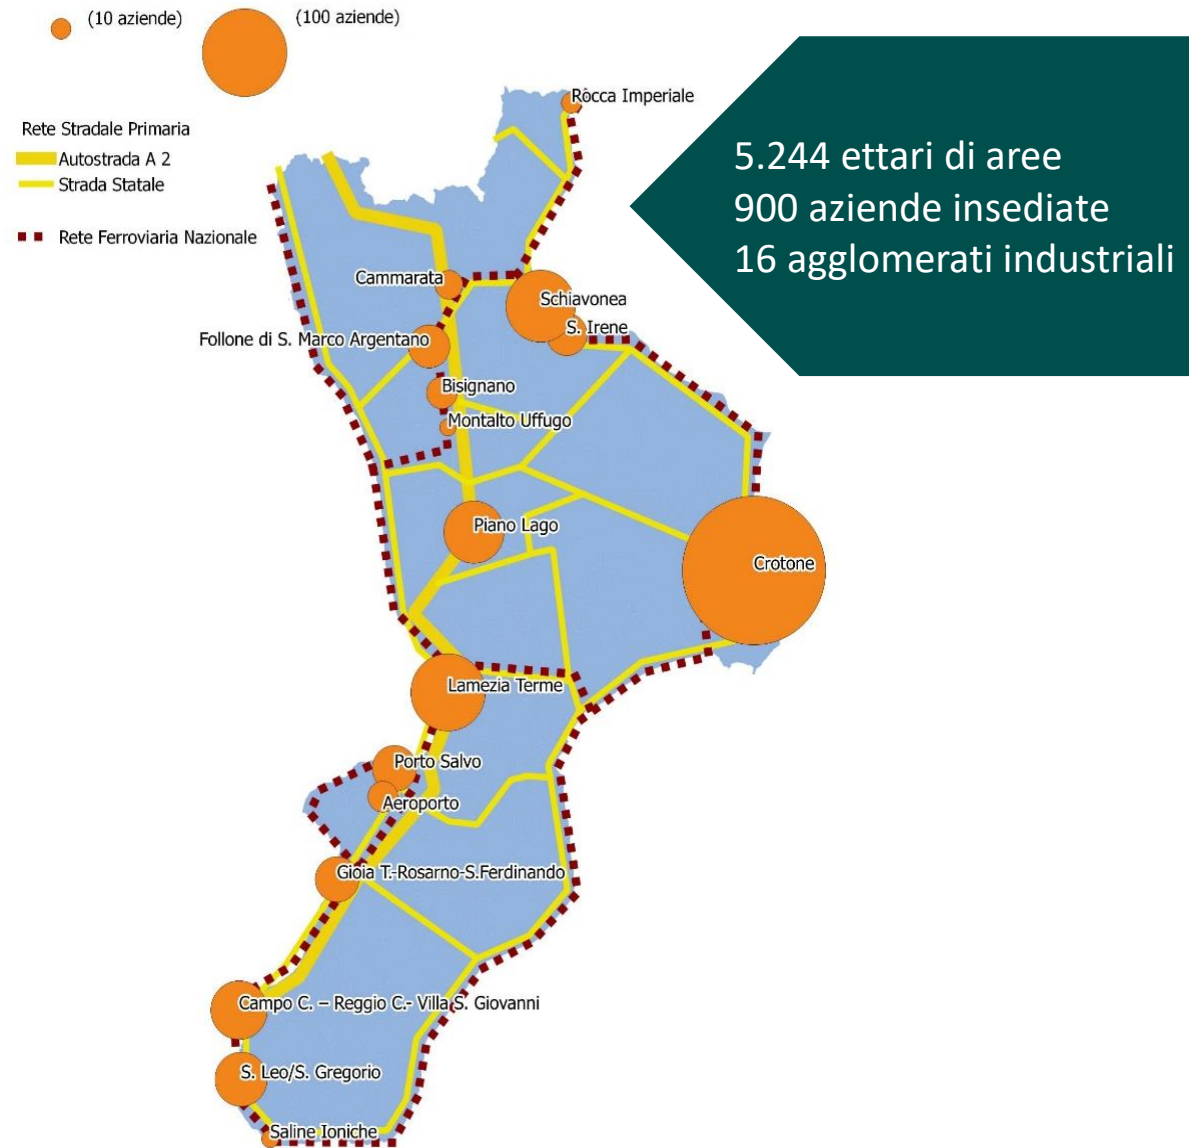 (10 aziende)
(100 aziende)
Rete Stradale Primaria
Autostrada A 2
Strada Statale
Rete Ferroviaria Nazionale
5.244 ettari di aree
900 aziende insediate
16 agglomerati industriali
Rocca Imperiale
Cammarata
Schiavonea
S. Irene
Follone di S. Marco Argentano
Bisignano
Montalto Uffugo
Piano Lago
Crotone
Lamezia Terme
Porto Salvo
Aeroporto
Gioia T.-Rosarno-S.Ferdinando
Campo C. – Reggio C.- Villa S. Giovanni
S. Leo/S. Gregorio
Saline Ioniche